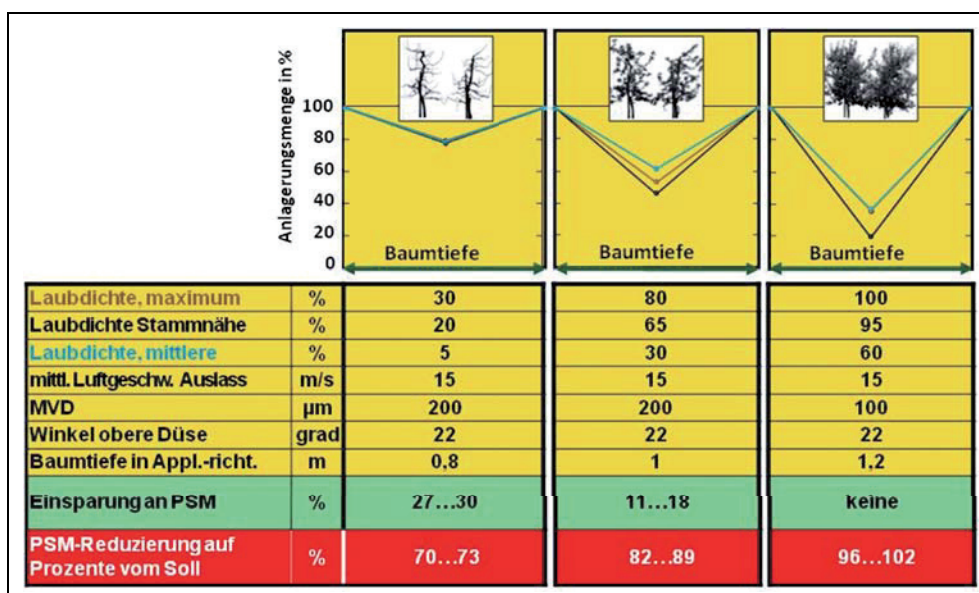 Anlagerungsmenge in %
100
80
60
40
20
0
Baumtiefe
Baumtiefe
Baumtiefe
Laubdichte, maximum % 30 80 100
Laubdichte Stammnähe % 20 65 95
Laubdichte, mittlere % 5 30 60
mittl. Luftgeschw. Auslass m/s 15 15 15
MVD µm 200 200 100
Winkel obere Düse grad 22 22 22
Baumtiefe in Appl.-richt. m 0,8 1 1,2
Einsparung an PSM % 27...30 11...18 keine
PSM-Reduzierung auf
Prozente vom Soll % 70...73 82...89 96...102